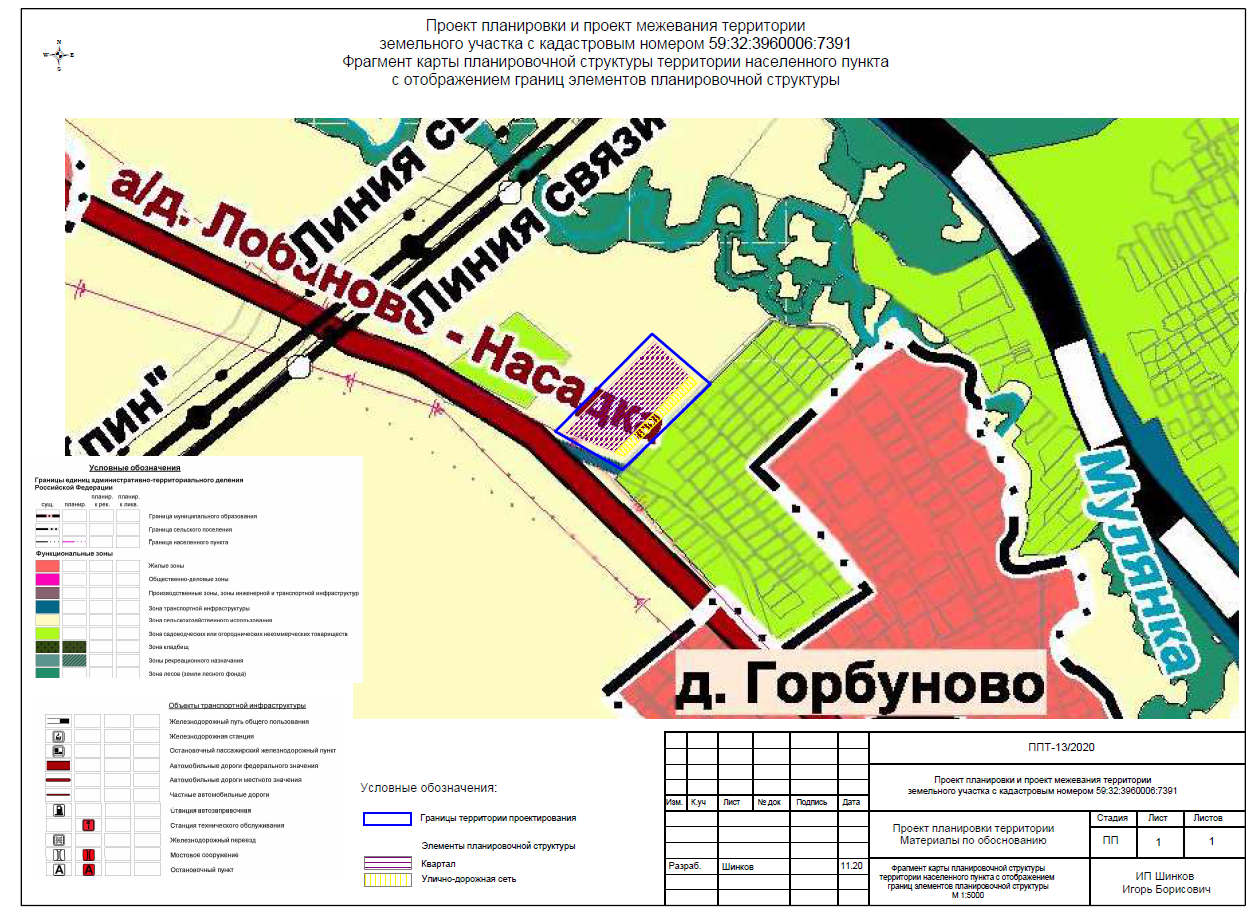 Проект планировки и проект межевания территории
земельного участка с кадастровым номером 59:32:3960006:7391
Фрагмент карты планировочной структуры территории населенного пункта
с отображением границ элементов планировочной структуры
N
W E
S
а/д. Лобаново - Насадка
Линия связи
Линия связи
пин"
Мулянка
д. Горбуново
Условные обозначения
Границы единиц административно-территориального деления
Российской Федерации
сущ. планир. планир. к рек. планир. к ликв.
Граница муниципального образования
Граница сельского поселения
Граница населенного пункта
Функциональные зоны
Жилые зоны
Общественно-деловые зоны
Производственные зоны, зоны инженерной и транспортной инфраструктур
Зона транспортной инфраструктуры
Зона сельскохозяйственного использования
Зона садоводческих или огороднических некоммерческих товариществ
Зона кладбищ
Зоны рекреационного назначения
Зона лесов (земли лесного фонда)
Объекты транспортной инфраструктуры
Железнодорожный путь общего пользования
Железнодорожная станция
Остановочный пассажирский железнодорожный пункт
Автомобильные дороги федерального значения
Автомобильные дороги местного значения
Частные автомобильные дороги
Станция автозаправочная
Станция технического обслуживания
Железнодорожный переезд
Мостовое сооружение
А А Остановочный пункт
Условные обозначения:
Границы территории проектирования
Элементы планировочной структуры
Квартал
Улично-дорожная сеть
ППТ-13/2020
Проект планировки и проект межевания территории
земельного участка с кадастровым номером 59:32:3960006:7391
Изм. К.уч Лист № док Подпись Дата
Проект планировки территории
Материалы по обоснованию
Стадия Лист Листов
ПП 1 1
Разраб. Шинков 11.20
Фрагмент карты планировочной структуры
территории населенного пункта с отображением
границ элементов планировочной структуры
М 1:5000
ИП Шинков
Игорь Борисович